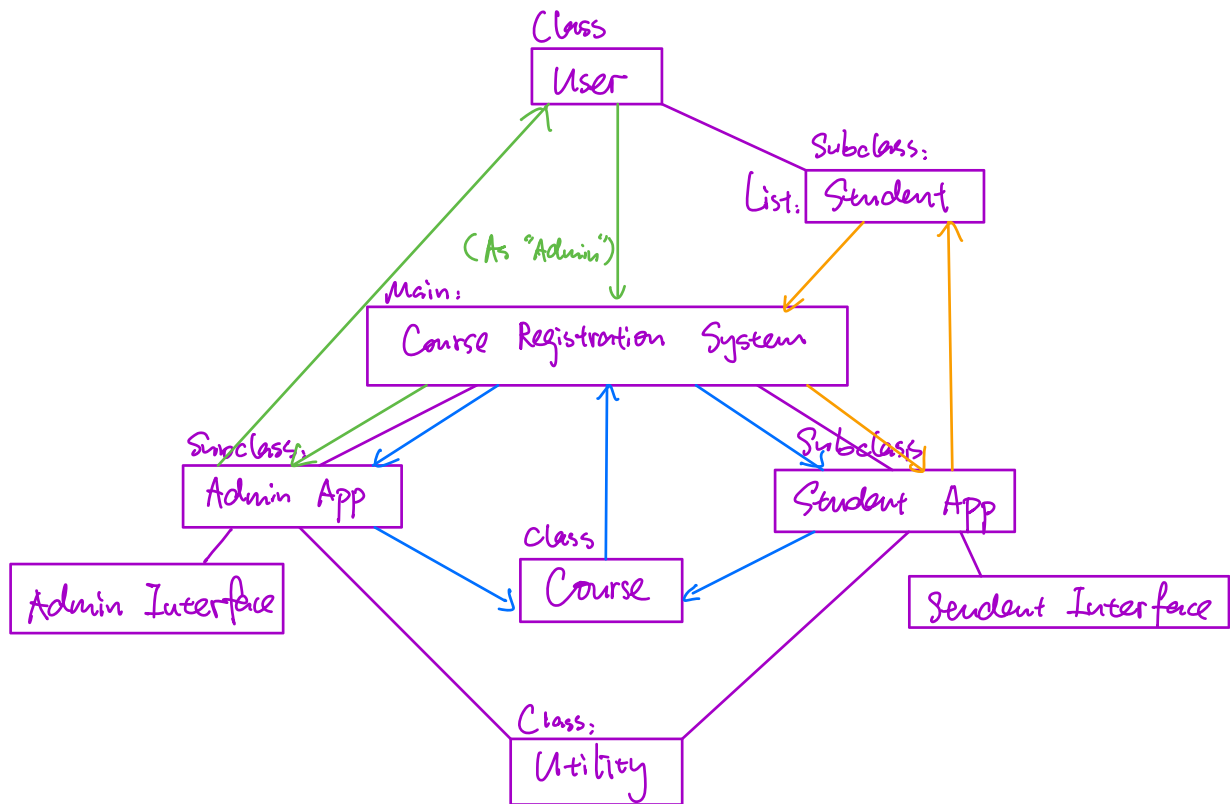 Class
User
Subclass:
List: Student
(As "Admin")
Main:
Course Registration System
Subclass:
Admin App
Subclass
Student App
Class
Course
Admin Interface
Student Interface
Class:
Utility